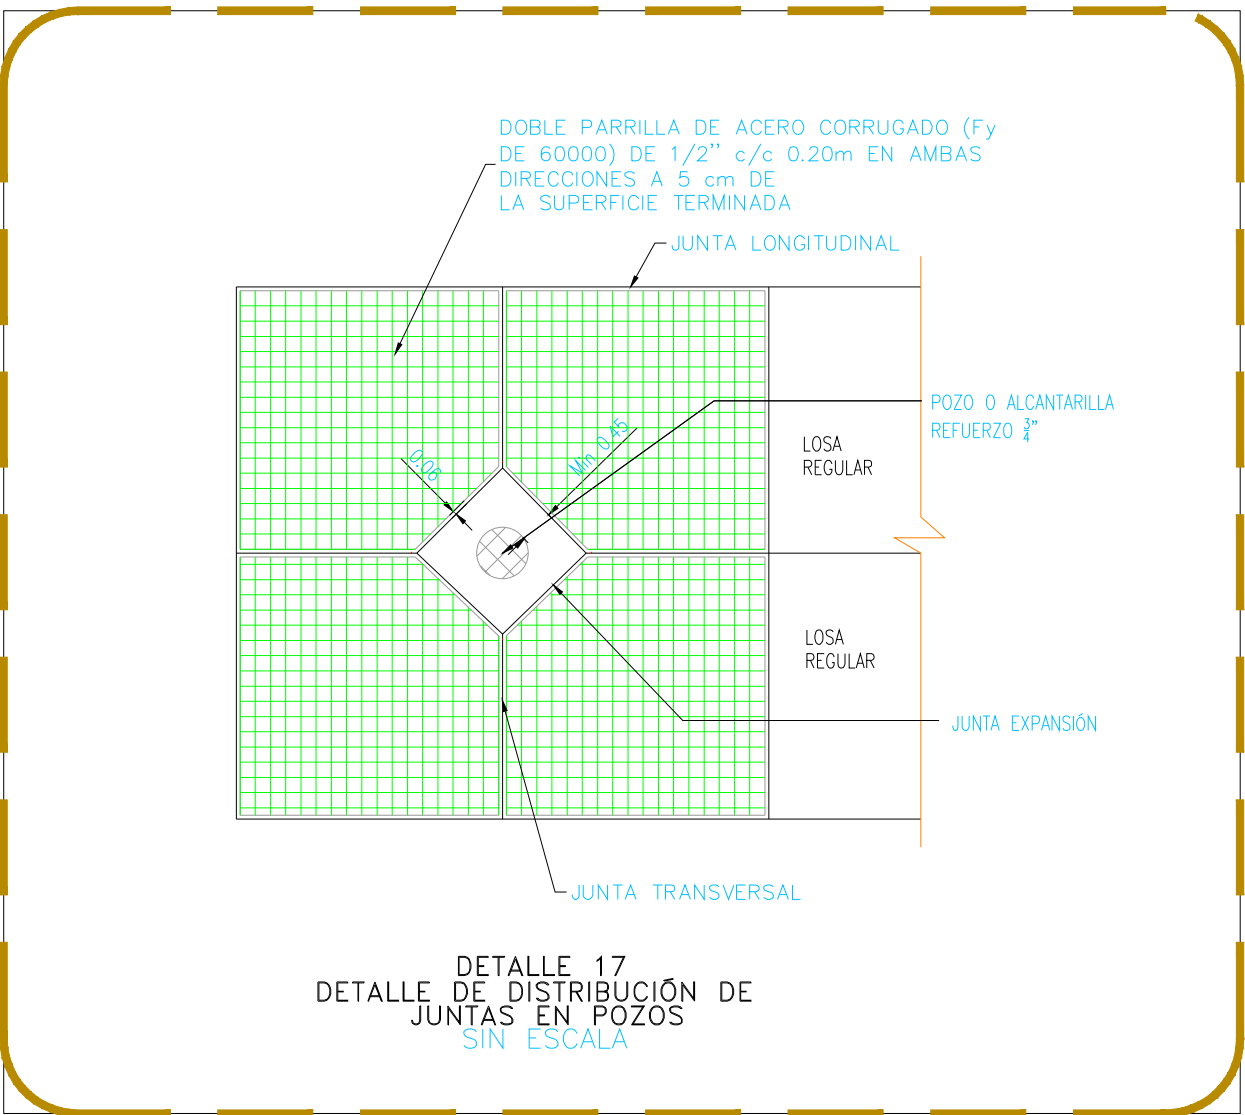 DOBLE PARRILLA DE ACERO CORRUGADO (Fy
DE 60000) DE 1/2" c/c 0.20m EN AMBAS
DIRECCIONES A 5 cm DE
LA SUPERFICIE TERMINADA
JUNTA LONGITUDINAL
POZO O ALCANTARILLA
REFUERZO 3/4"
LOSA
REGULAR
Min 0.45
0.06
LOSA
REGULAR
JUNTA EXPANSIÓN
JUNTA TRANSVERSAL
DETALLE 17
DETALLE DE DISTRIBUCIÓN DE
JUNTAS EN POZOS
SIN ESCALA